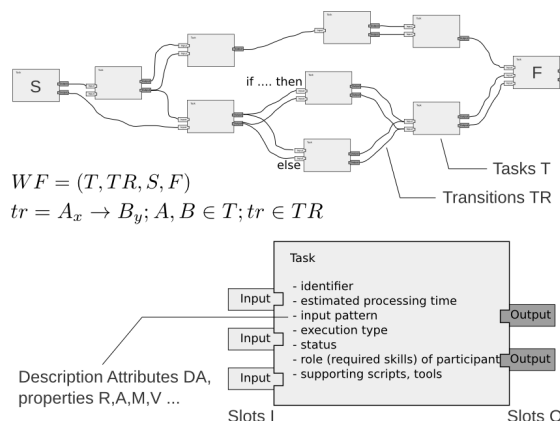 S
F
if .... then
else
Tasks T
Transitions TR
WF = (T, TR, S, F)
tr = Aₓ → Bᵧ; A, B ∈ T; tr ∈ TR
Task
- identifier
- estimated processing time
- input pattern
- execution type
- status
- role (required skills) of participant
- supporting scripts, tools
Input
Input
Input
Output
Output
Description Attributes DA,
properties R,A,M,V ...
Slots I
Slots O